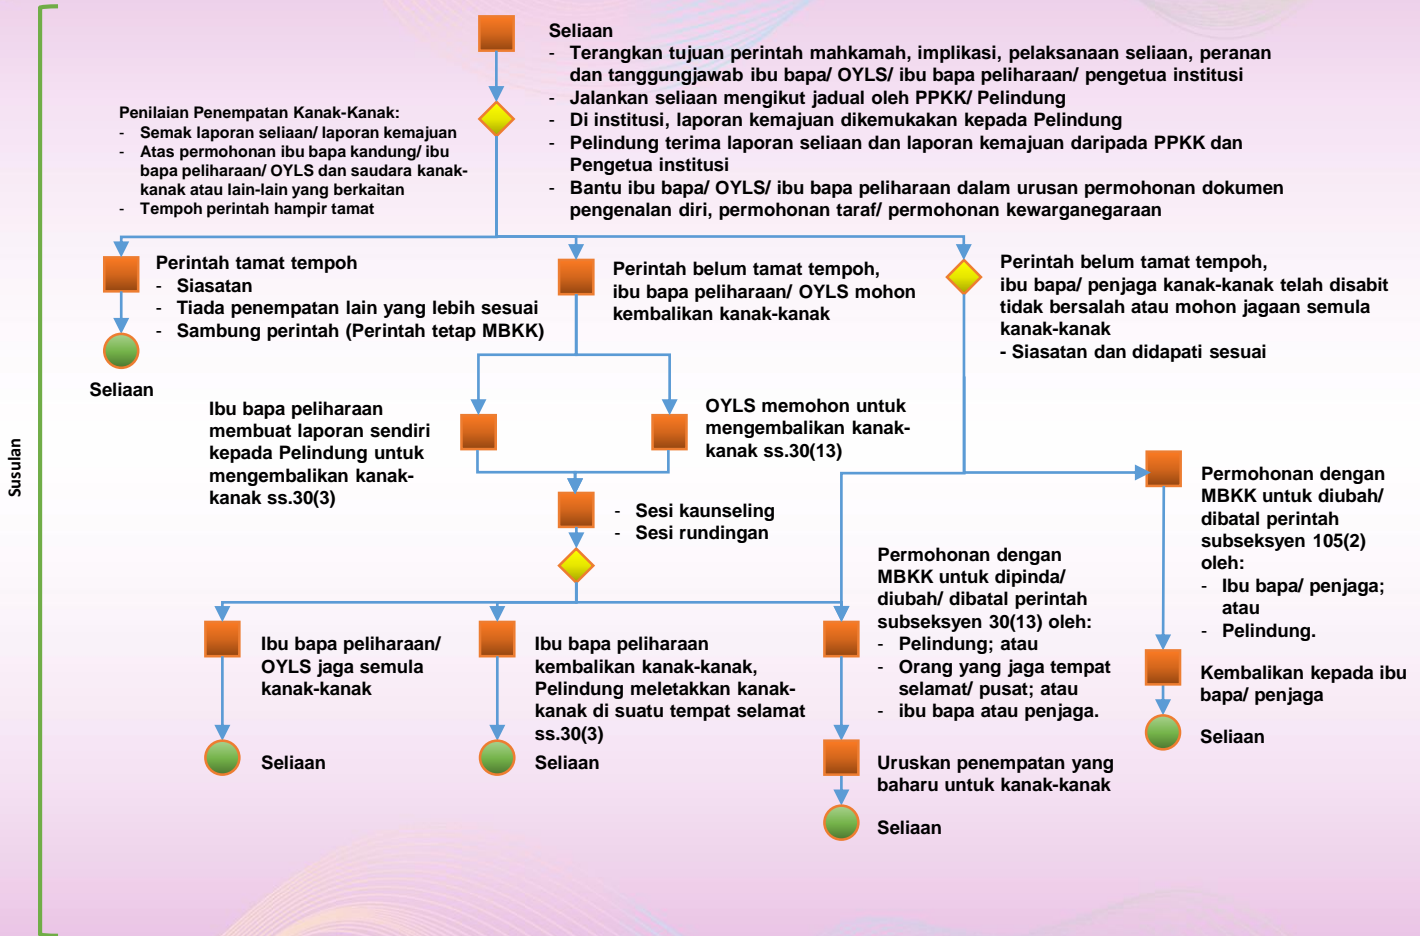 Susulan
Seliaan
- Terangkan tujuan perintah mahkamah, implikasi, pelaksanaan seliaan, peranan
dan tanggungjawab ibu bapa/ OYLS/ ibu bapa peliharaan/ pengetua institusi
- Jalankan seliaan mengikut jadual oleh PPKK/ Pelindung
- Di institusi, laporan kemajuan dikemukakan kepada Pelindung
- Pelindung terima laporan seliaan dan laporan kemajuan daripada PPKK dan
Pengetua institusi
- Bantu ibu bapa/ OYLS/ ibu bapa peliharaan dalam urusan permohonan dokumen
pengenalan diri, permohonan taraf/ permohonan kewarganegaraan
Penilaian Penempatan Kanak-Kanak:
- Semak laporan seliaan/ laporan kemajuan
- Atas permohonan ibu bapa kandung/ ibu
bapa peliharaan/ OYLS dan saudara kanak-
kanak atau lain-lain yang berkaitan
- Tempoh perintah hampir tamat
Perintah tamat tempoh
- Siasatan
- Tiada penempatan lain yang lebih sesuai
- Sambung perintah (Perintah tetap MBKK)
Seliaan
Perintah belum tamat tempoh,
ibu bapa peliharaan/ OYLS mohon
kembalikan kanak-kanak
Perintah belum tamat tempoh,
ibu bapa/ penjaga kanak-kanak telah disabit
tidak bersalah atau mohon jagaan semula
kanak-kanak
- Siasatan dan didapati sesuai
Ibu bapa peliharaan
membuat laporan sendiri
kepada Pelindung untuk
mengembalikan kanak-
kanak ss.30(3)
OYLS memohon untuk
mengembalikan kanak-
kanak ss.30(13)
- Sesi kaunseling
- Sesi rundingan
Ibu bapa peliharaan/
OYLS jaga semula
kanak-kanak
Seliaan
Ibu bapa peliharaan
kembalikan kanak-kanak,
Pelindung meletakkan kanak-
kanak di suatu tempat selamat
ss.30(3)
Seliaan
Permohonan dengan
MBKK untuk dipinda/
diubah/ dibatal perintah
subseksyen 30(13) oleh:
- Pelindung; atau
- Orang yang jaga tempat
selamat/ pusat; atau
- ibu bapa atau penjaga.
Uruskan penempatan yang
baharu untuk kanak-kanak
Seliaan
Permohonan dengan
MBKK untuk diubah/
dibatal perintah
subseksyen 105(2)
oleh:
- Ibu bapa/ penjaga;
atau
- Pelindung.
Kembalikan kepada ibu
bapa/ penjaga
Seliaan